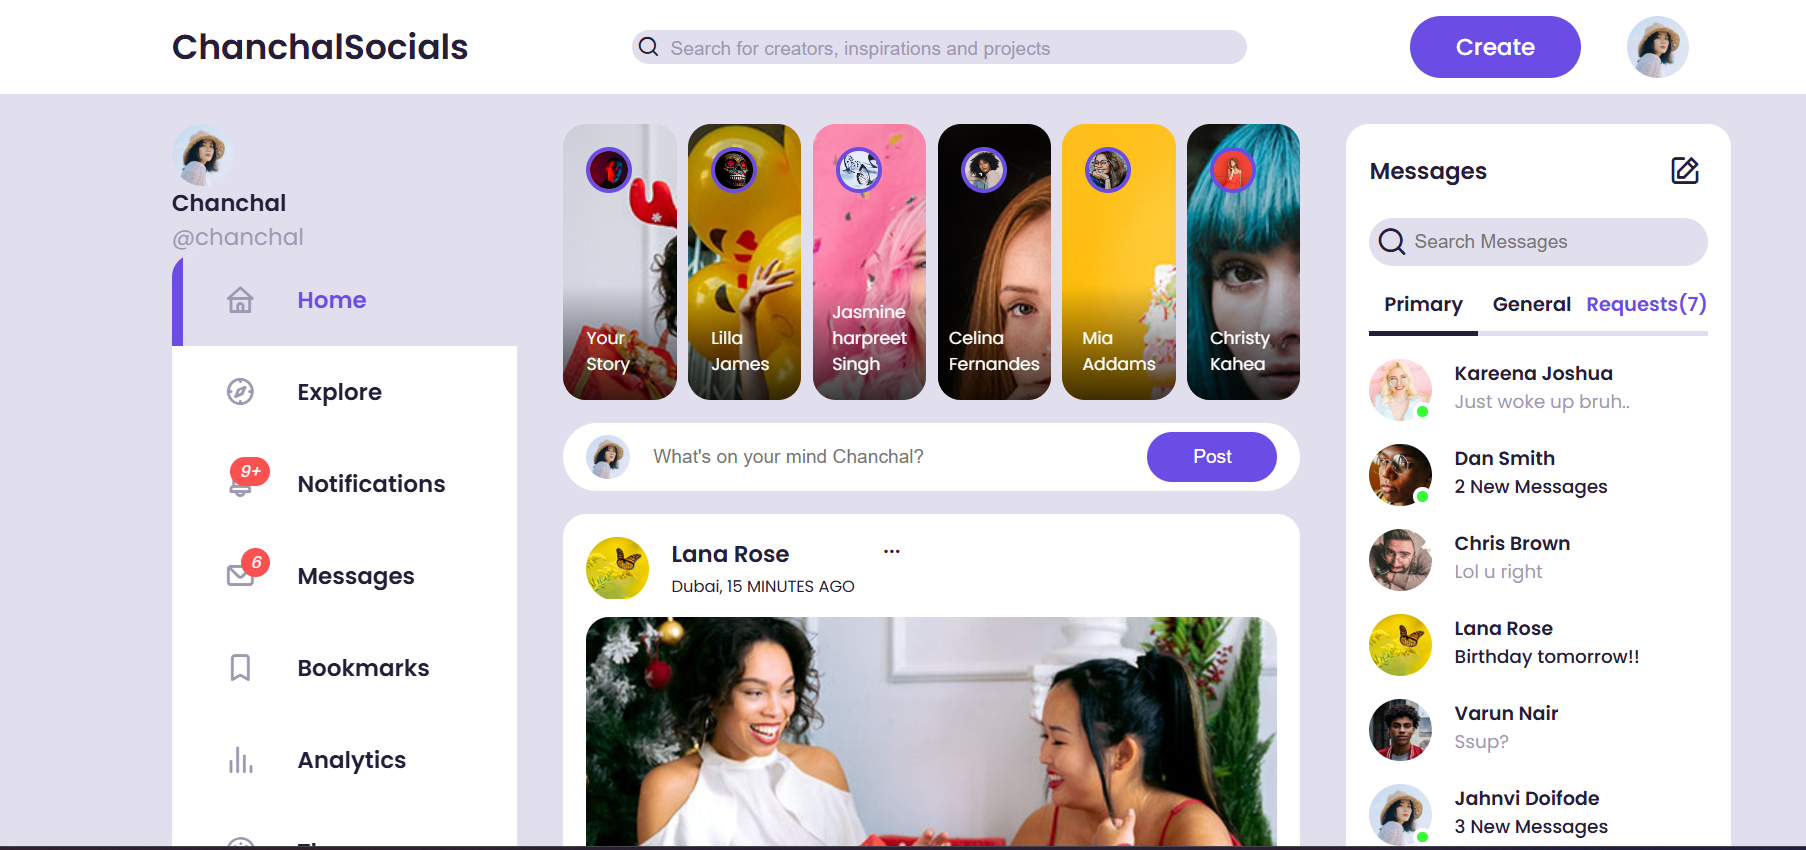 ChanchalSocials
Search for creators, inspirations and projects
Create
Chanchal
@chanchal
Home
Explore
9+
Notifications
6
Messages
Bookmarks
Analytics
Your
Story
Lilla
James
Jasmine
harpreet
Singh
Celina
Fernandes
Mia
Addams
Christy
Kahea
What's on your mind Chanchal?
Post
Lana Rose
...
Dubai, 15 MINUTES AGO
Messages
Search Messages
Primary General Requests(7)
Kareena Joshua
Just woke up bruh..
Dan Smith
2 New Messages
Chris Brown
Lol u right
Lana Rose
Birthday tomorrow!!
Varun Nair
Ssup?
Jahnvi Doifode
3 New Messages